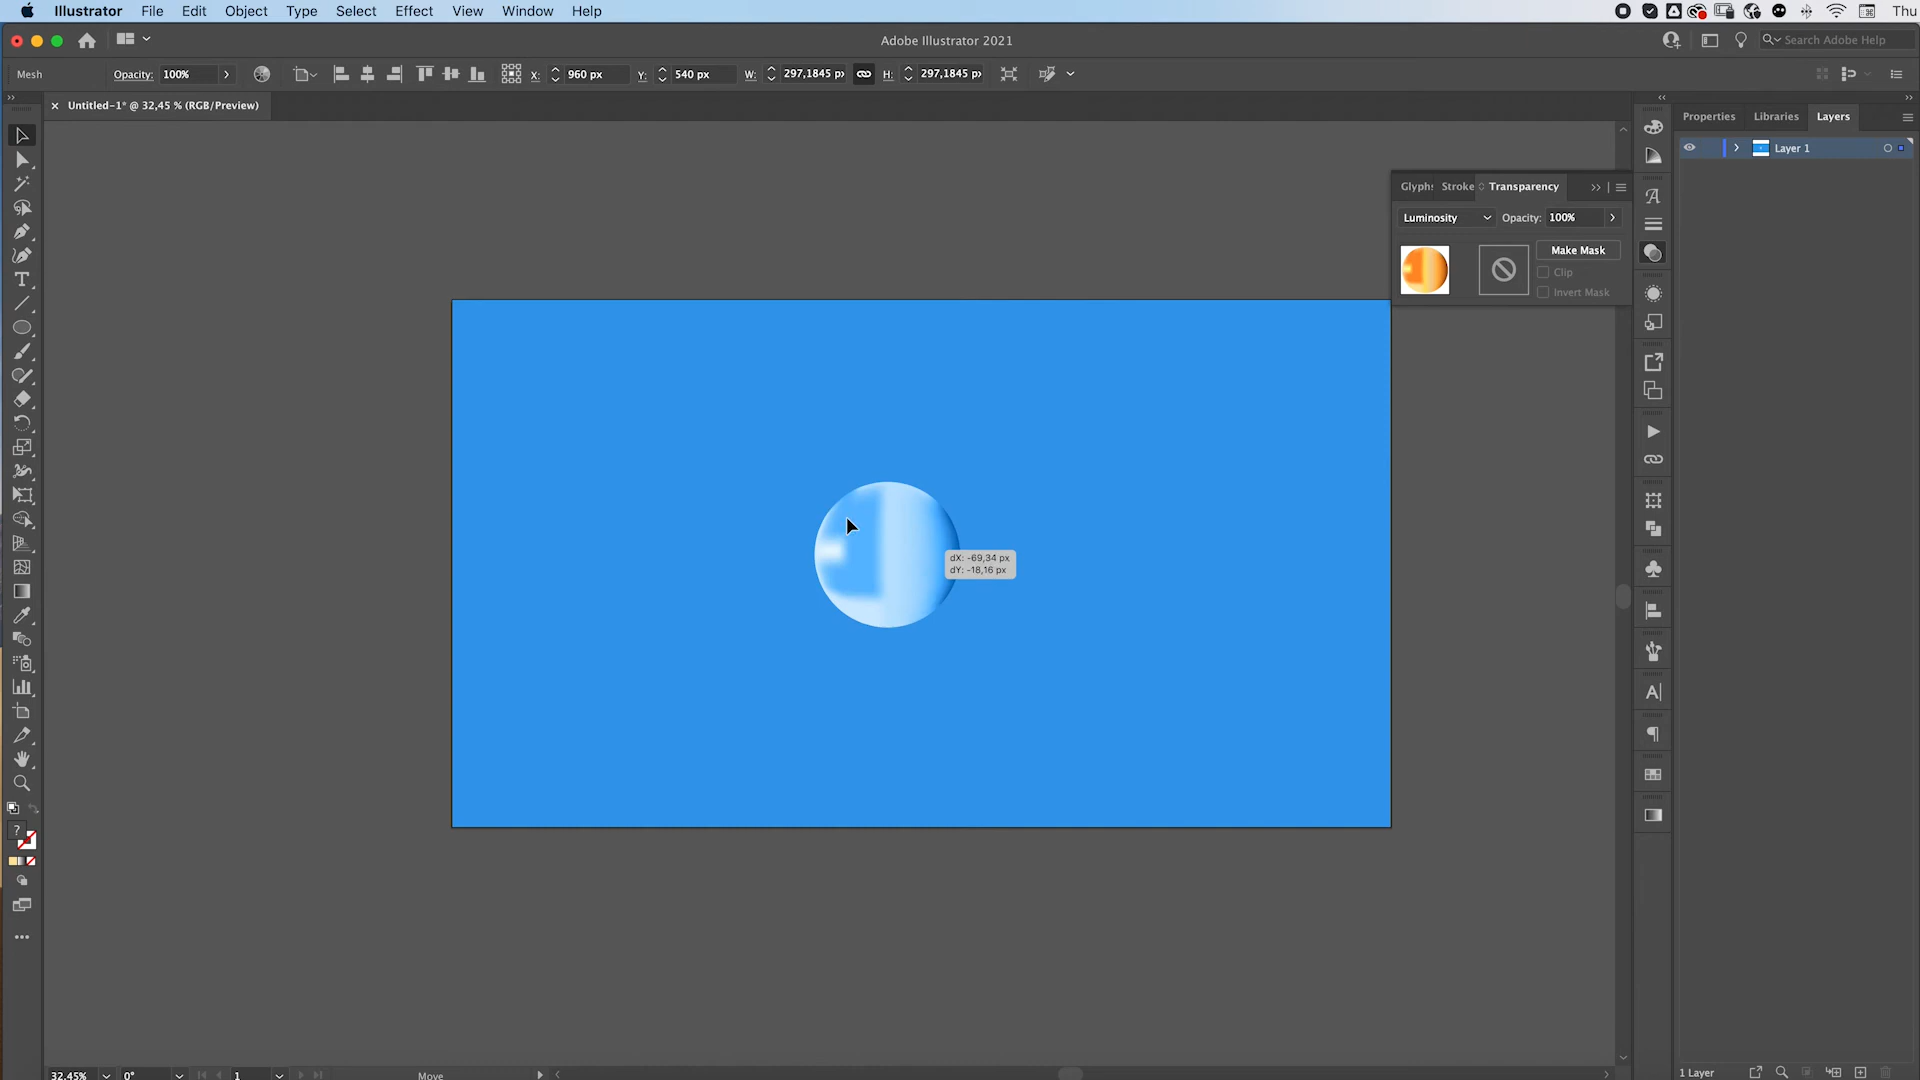 Illustrator File Edit Object Type Select Effect View Window Help Thu
Adobe Illustrator 2021
Search Adobe Help
Mesh Opacity: 100% X: 960 px Y: 540 px W: 297,1845 p H: 297,1845 p
× Untitled-1* @ 32,45 % (RGB/Preview)
Properties Libraries Layers
Layer 1
Glyph Stroke Transparency
Luminosity Opacity: 100%
Make Mask
Clip
Invert Mask
dX: -69,34 px
dY: -18,16 px
32,45% 0° 1 Move
1 Layer